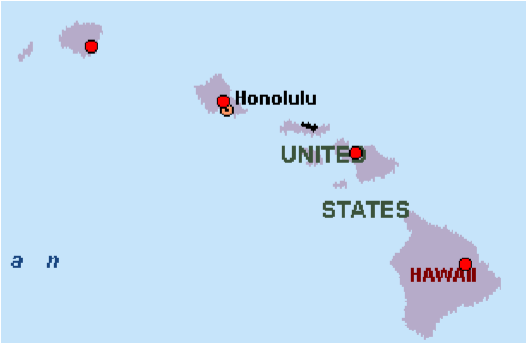 Honolulu
UNITED
STATES
a n
HAWAII